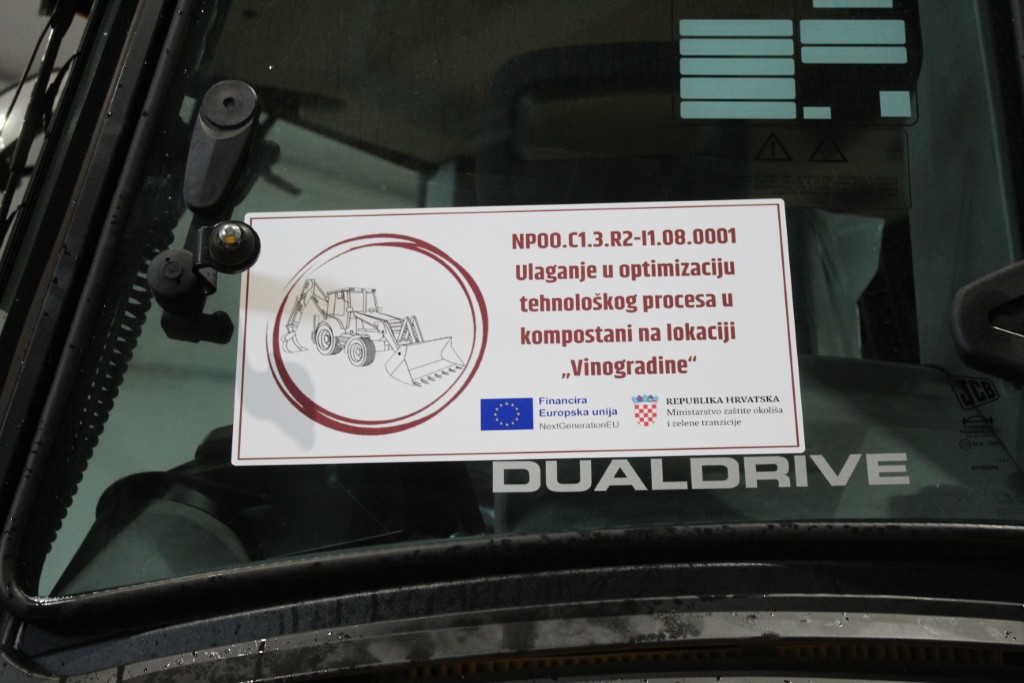 NPOO.C1.3.R2-I1.08.0001
Ulaganje u optimizaciju
tehnološkog procesa u
kompostani na lokaciji
„Vinogradine“
Financira
Europska unija
NextGenerationEU
REPUBLIKA HRVATSKA
Ministarstvo zaštite okoliša
i zelene tranzicije
DUALDRIVE
JCB